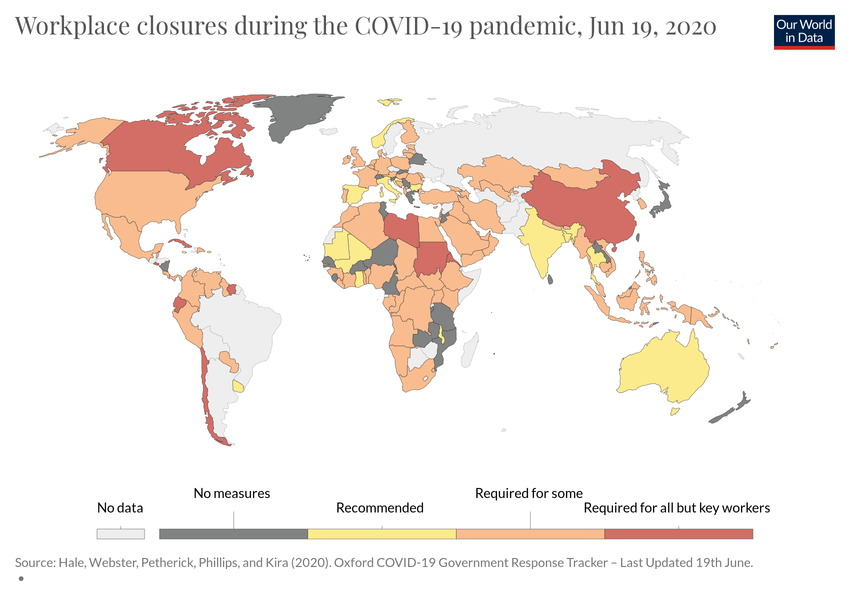 Workplace closures during the COVID-19 pandemic, Jun 19, 2020
Our World
in Data
No data
No measures
Recommended
Required for some
Required for all but key workers
Source: Hale, Webster, Petherick, Phillips, and Kira (2020). Oxford COVID-19 Government Response Tracker – Last Updated 19th June.
•